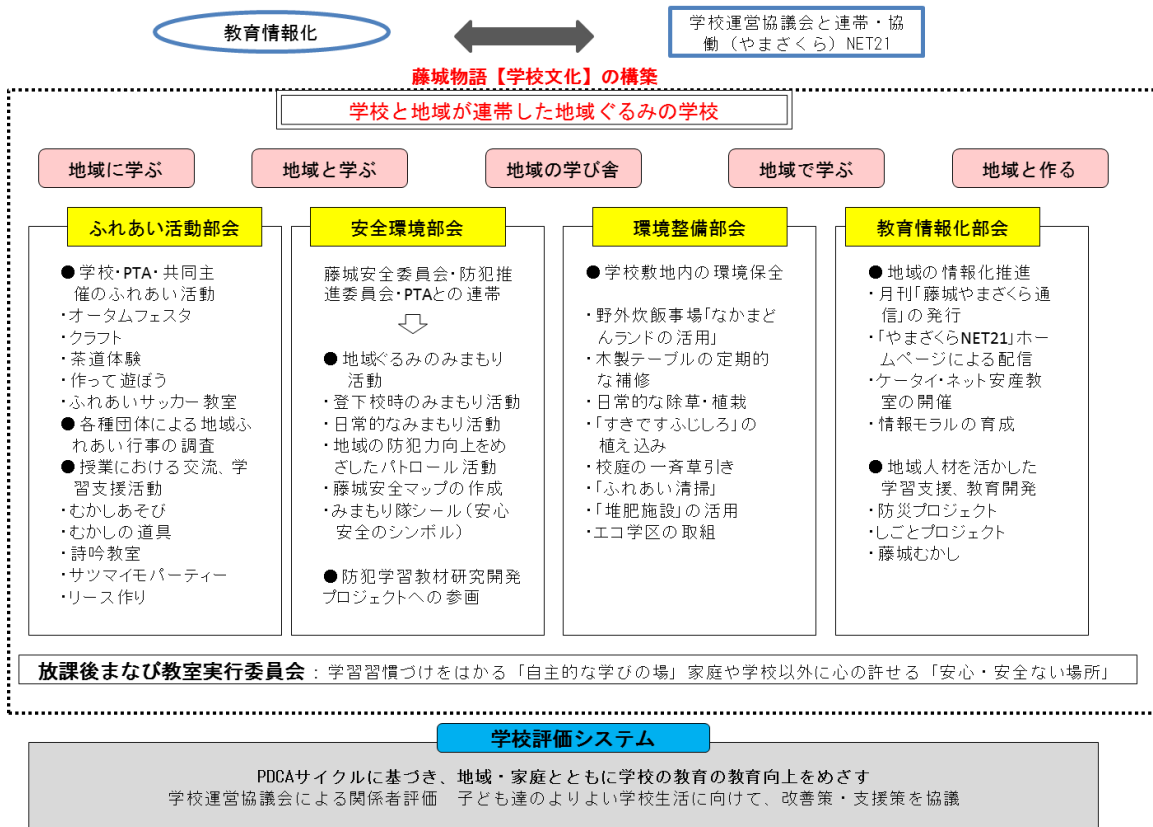 教育情報化
学校運営協議会と連帯・協
働（やまざくら）NET21
藤城物語【学校文化】の構築
学校と地域が連帯した地域ぐるみの学校
地域に学ぶ
地域と学ぶ
地域の学び舎
地域で学ぶ
地域と作る
ふれあい活動部会
●学校・PTA・共同主
催のふれあい活動
・オータムフェスタ
・クラフト
・茶道体験
・作って遊ぼう
・ふれあいサッカー教室
●各種団体による地域ふ
れあい行事の調査
●授業における交流、学
習支援活動
・むかしあそび
・むかしの道具
・詩吟教室
・サツマイモパーティー
・リース作り
安全環境部会
藤城安全委員会・防犯推
進委員会・PTAとの連帯
●地域ぐるみのみまもり
活動
・登下校時のみまもり活動
・日常的なみまもり活動
・地域の防犯力向上をめ
ざしたパトロール活動
・藤城安全マップの作成
・みまもり隊シール（安心
安全のシンボル）
●防犯学習教材研究開発
プロジェクトへの参画
環境整備部会
●学校敷地内の環境保全
・野外炊飯事場「なかまど
んランドの活用」
・木製テーブルの定期的
な補修
・日常的な除草・植栽
・「すきですふじしろ」の
植え込み
・校庭の一斉草引き
・「ふれあい清掃」
・「堆肥施設」の活用
・エコ学区の取組
教育情報化部会
●地域の情報化推進
・月刊「藤城やまざくら通
信」の発行
・「やまざくらNET21」ホー
ムページによる配信
・ケータイ・ネット安産教
室の開催
・情報モラルの育成
●地域人材を活かした
学習支援、教育開発
・防災プロジェクト
・しごとプロジェクト
・藤城むかし
放課後まなび教室実行委員会：学習習慣づけをはかる「自主的な学びの場」家庭や学校以外に心の許せる「安心・安全ない場所」
学校評価システム
PDCAサイクルに基づき、地域・家庭とともに学校の教育の教育向上をめざす
学校運営協議会による関係者評価　子ども達のよりよい学校生活に向けて、改善策・支援策を協議